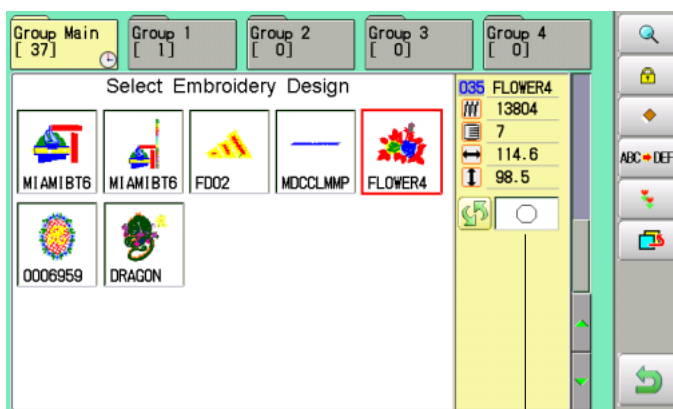 Group Main
[ 37]
Group 1
[ 1]
Group 2
[ 0]
Group 3
[ 0]
Group 4
[ 0]
Select Embroidery Design
MIAMIBT6
MIAMIBT6
FD02
MDCCLMMP
FLOWER4
0006959
DRAGON
035 FLOWER4
13804
7
114.6
98.5
ABC DEF